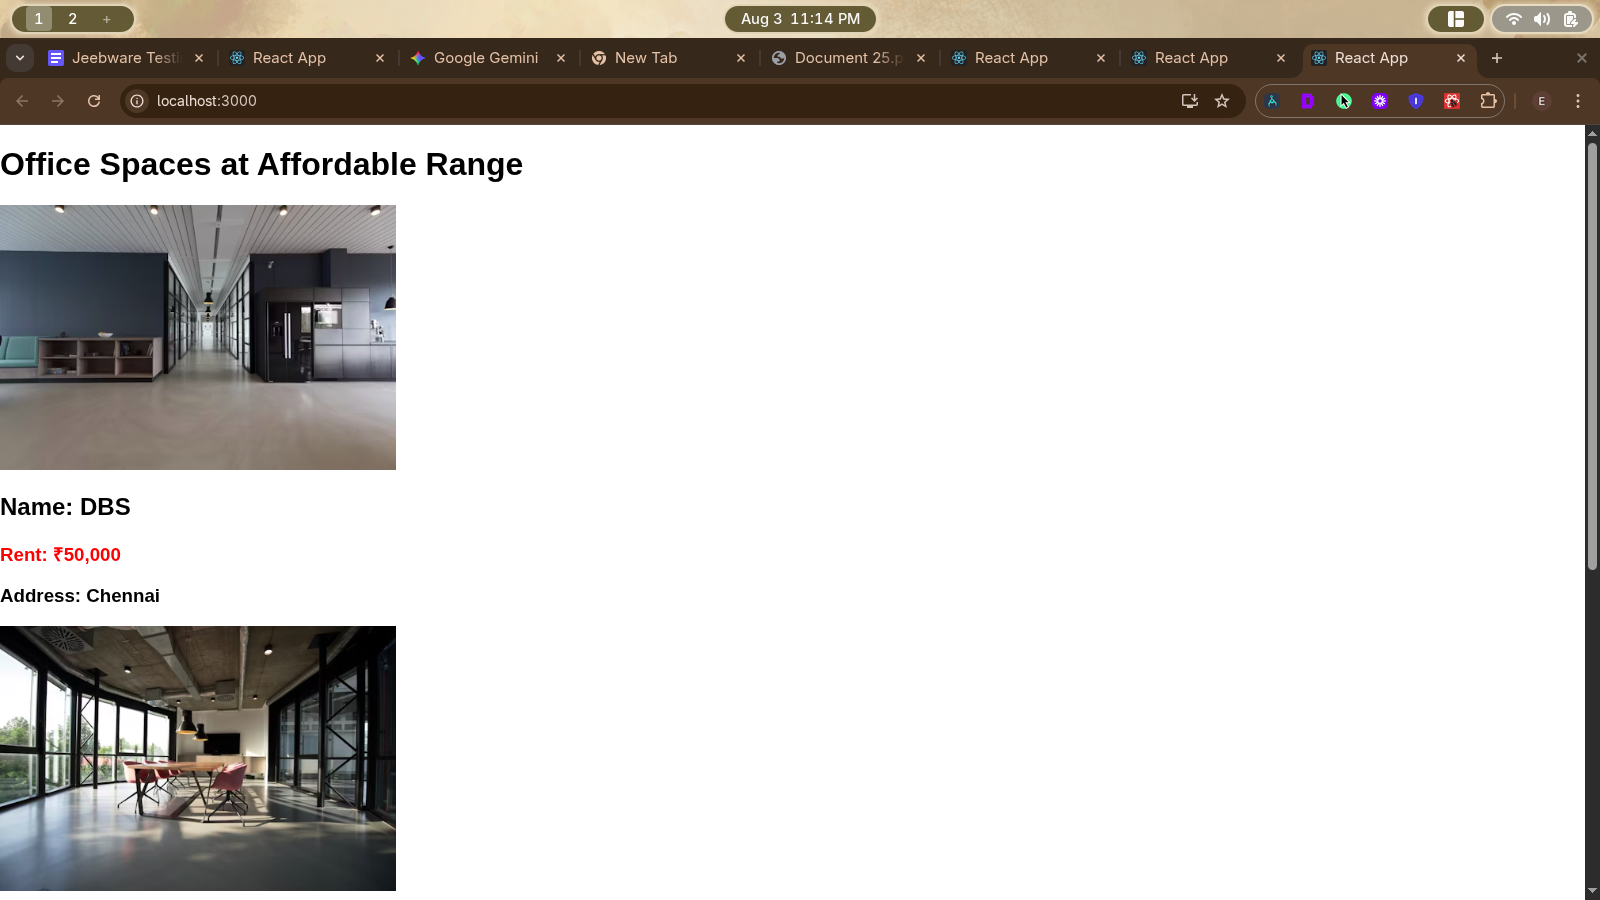 1 2 + Aug 3 11:14 PM
Jeebware Testi React App Google Gemini New Tab Document 25.p React App React App React App
localhost:3000 E
Office Spaces at Affordable Range
Name: DBS
Rent: ₹50,000
Address: Chennai